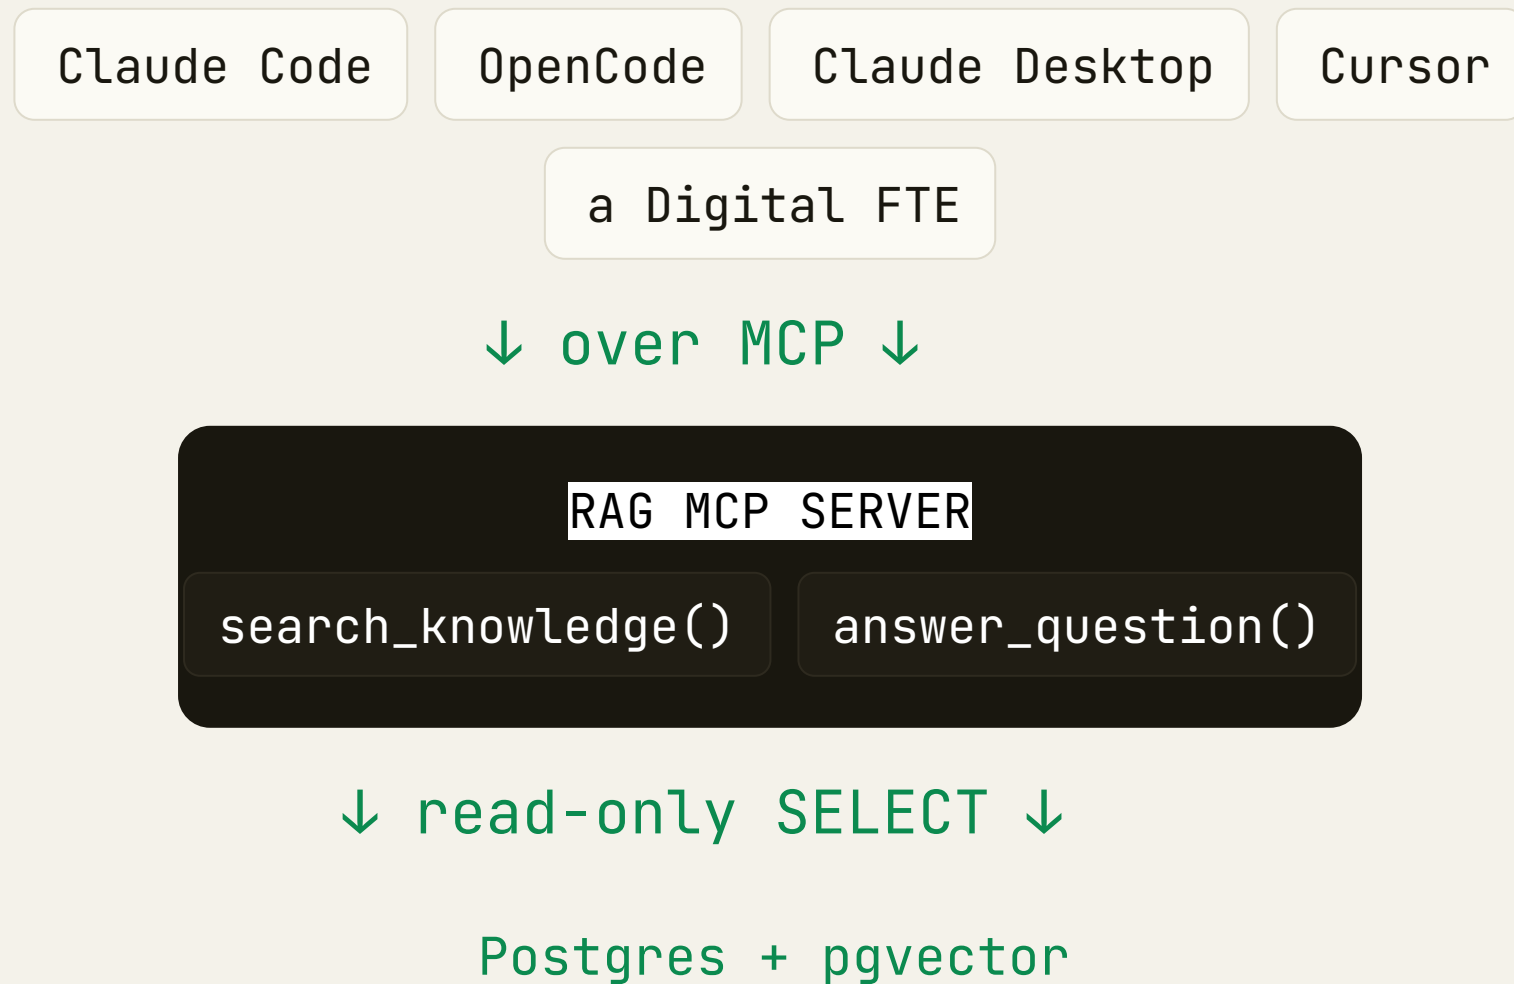 Claude Code OpenCode Claude Desktop Cursor
a Digital FTE
↓ over MCP ↓
RAG MCP SERVER
search_knowledge() answer_question()
↓ read-only SELECT ↓
Postgres + pgvector